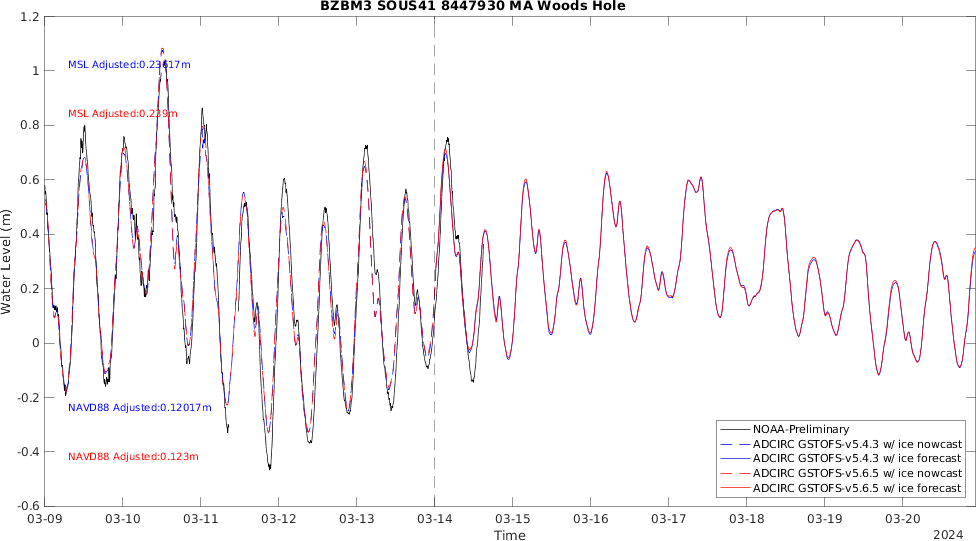 BZBM3 SOUS41 8447930 MA Woods Hole
1.2
1
0.8
0.6
0.4
0.2
0
-0.2
-0.4
-0.6
Water Level (m)
MSL Adjusted:0.23617m
MSL Adjusted:0.239m
NAVD88 Adjusted:0.12017m
NAVD88 Adjusted:0.123m
NOAA-Preliminary
ADCIRC GSTOFS-v5.4.3 w/ ice nowcast
ADCIRC GSTOFS-v5.4.3 w/ ice forecast
ADCIRC GSTOFS-v5.6.5 w/ ice nowcast
ADCIRC GSTOFS-v5.6.5 w/ ice forecast
03-09 03-10 03-11 03-12 03-13 03-14 03-15 03-16 03-17 03-18 03-19 03-20
Time
2024